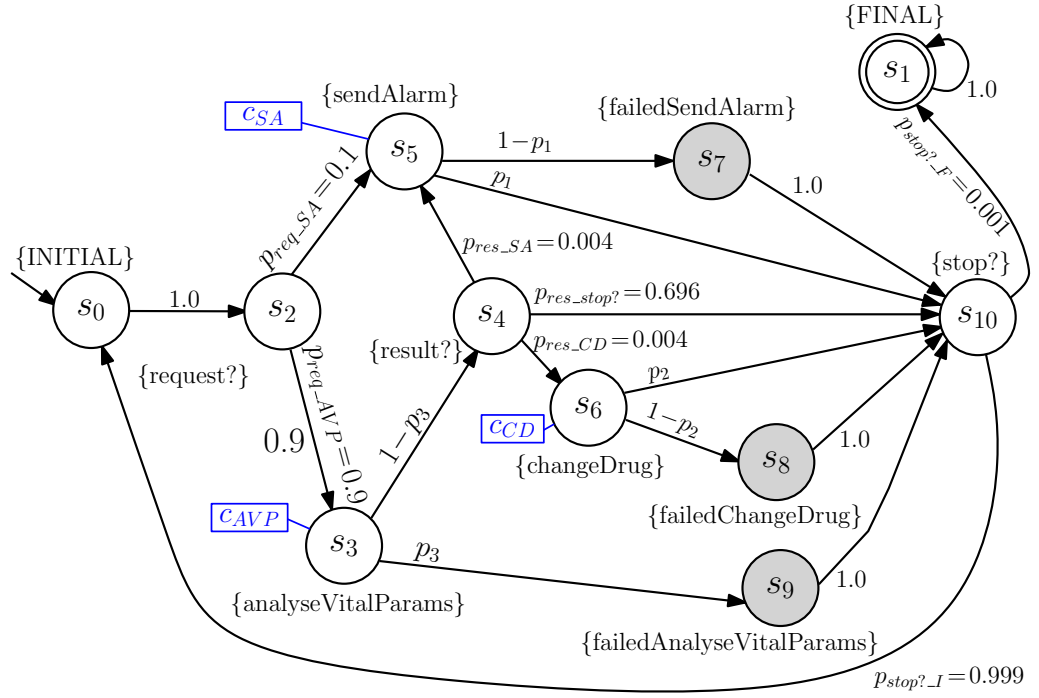 {FINAL}
s1
1.0
{sendAlarm}
cSA
s5
{failedSendAlarm}
1−p1
s7
p1
1.0
pstop?_F=0.001
preq_SA=0.1
{INITIAL}
s0
1.0
s2
{request?}
pres_SA=0.004
s4
{result?}
pres_stop?=0.696
{stop?}
s10
pres_CD=0.004
preq_AVP=0.9
0.9
1−p3
p2
cCD
s6
1−p2
{changeDrug}
s8
1.0
{failedChangeDrug}
cAVP
s3
p3
{analyseVitalParams}
s9
1.0
{failedAnalyseVitalParams}
pstop?_I=0.999